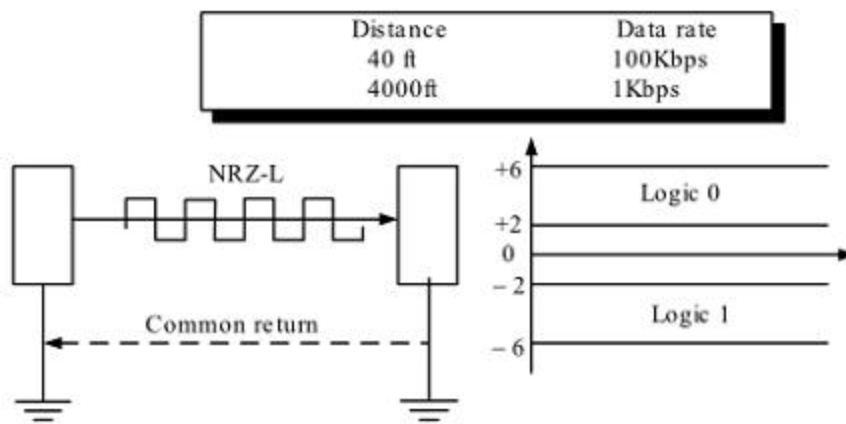 Distance Data rate
40 ft 100Kbps
4000ft 1Kbps
NRZ-L
Common return
+6
Logic 0
+2
0
– 2
Logic 1
– 6